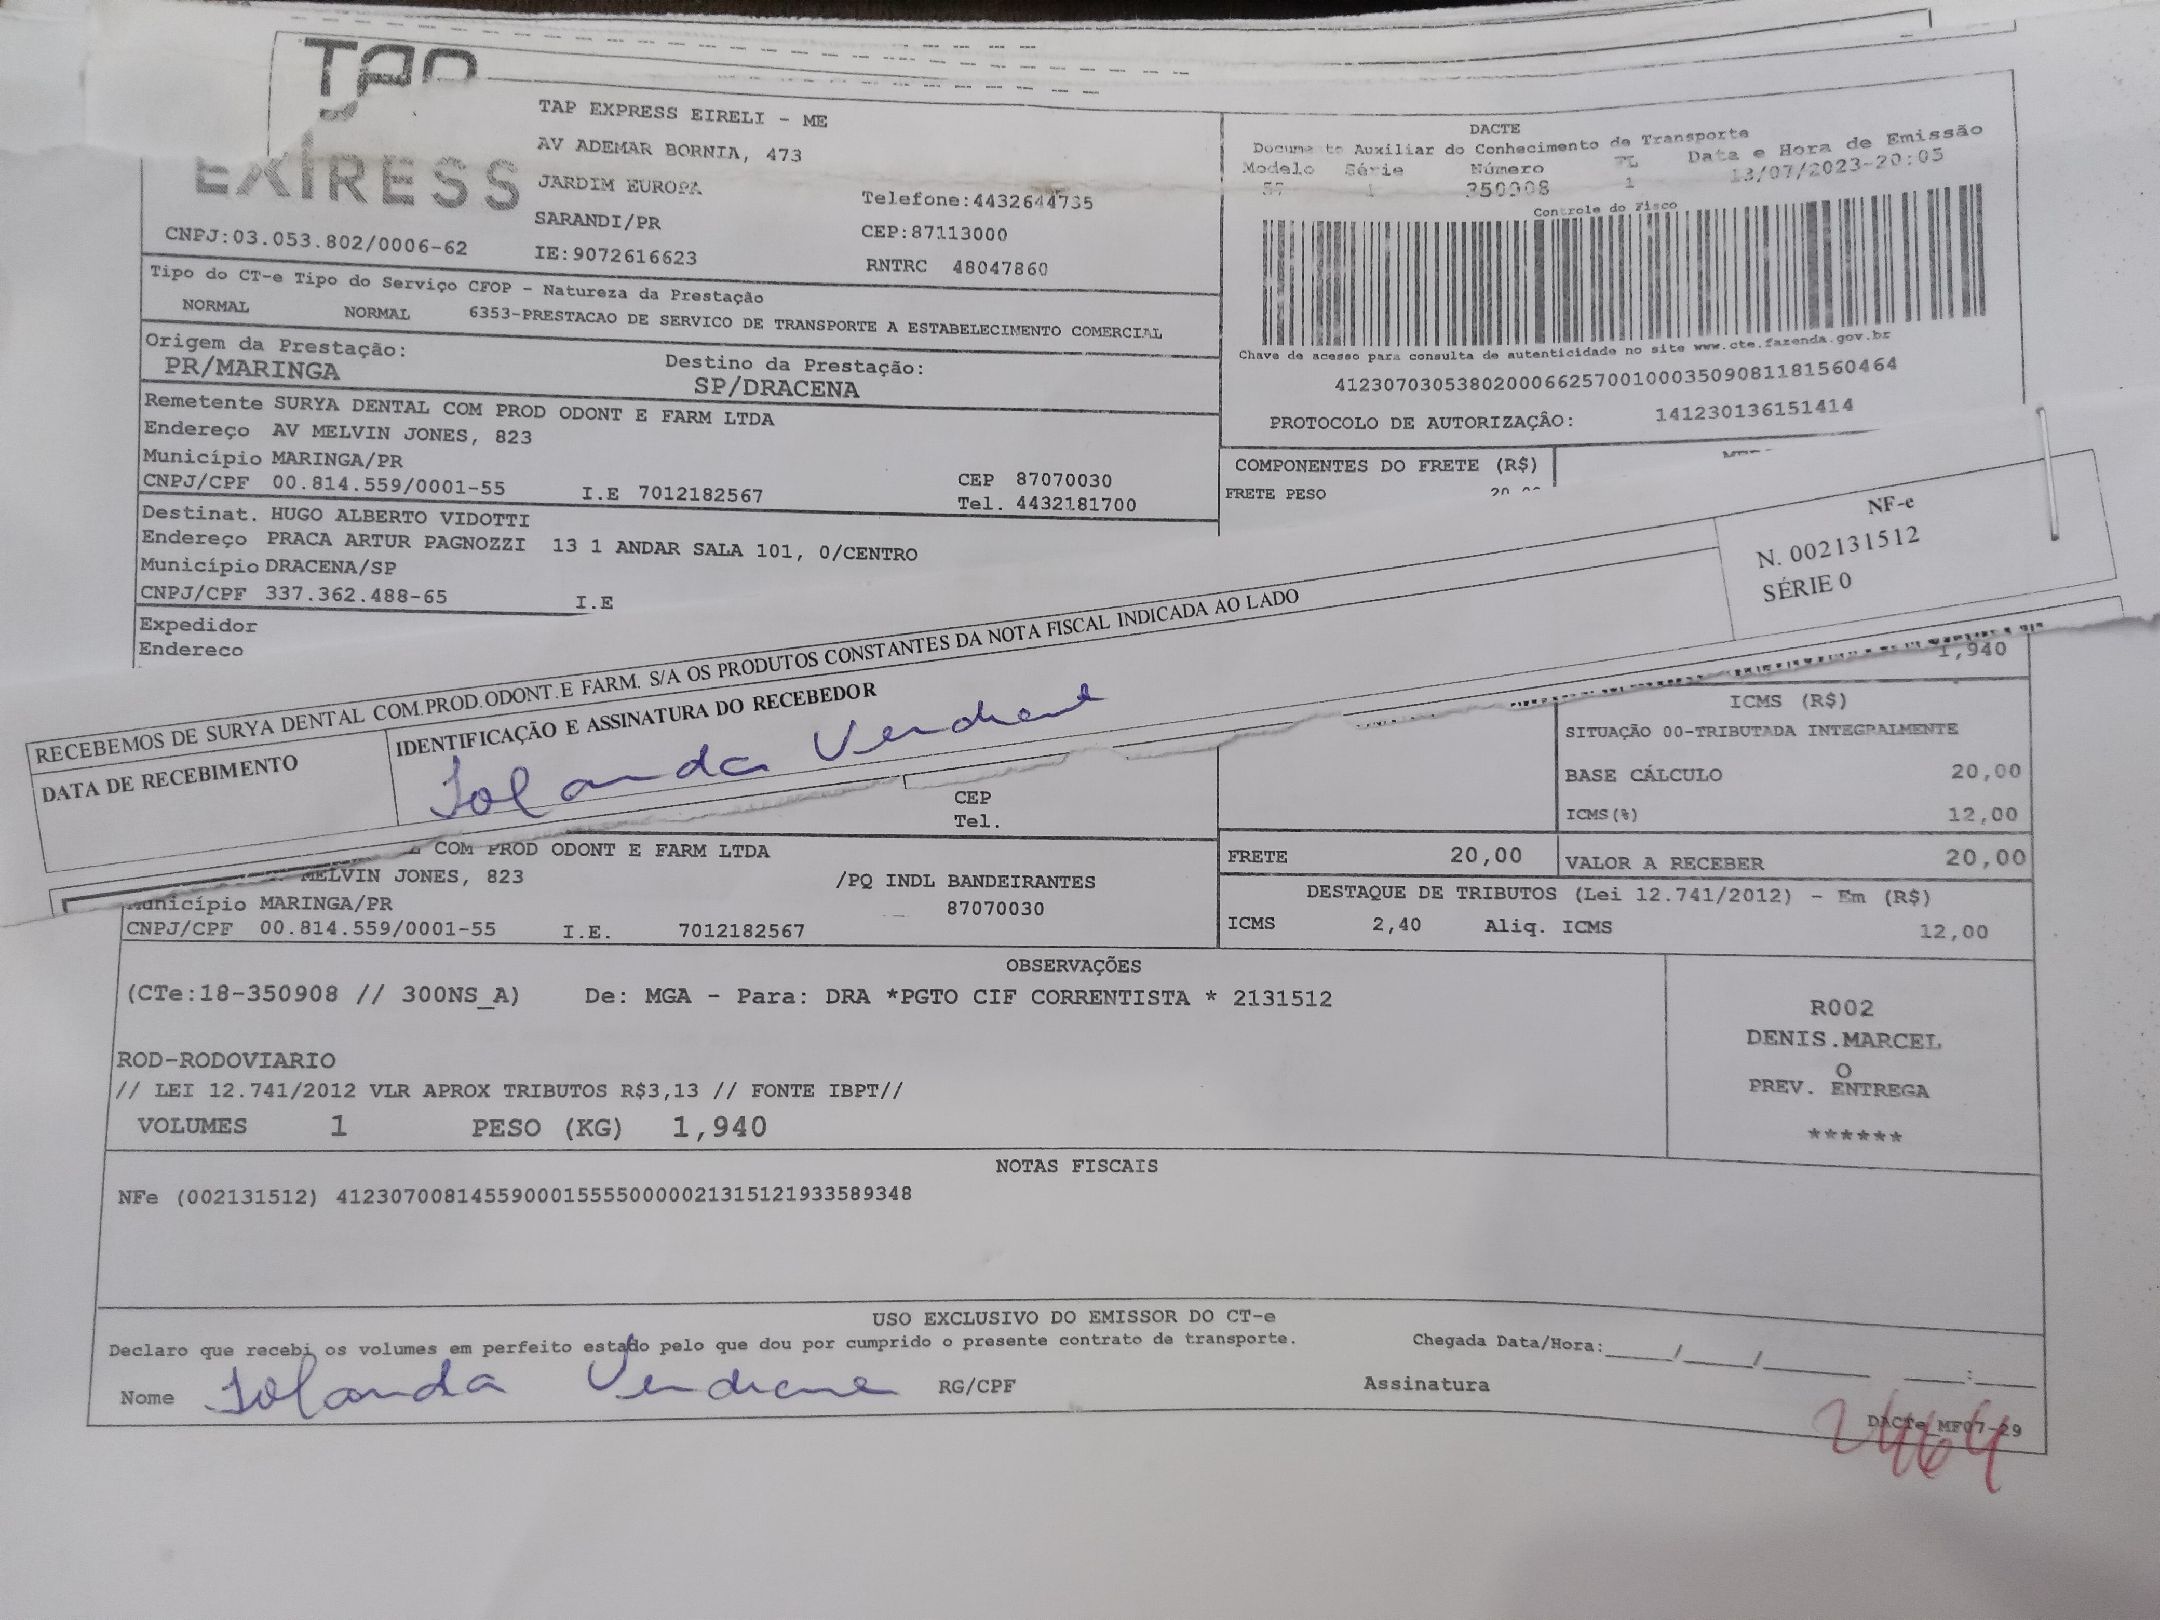 TAP
EXPRESS
TAP EXPRESS EIRELI - ME
AV ADEMAR BORNIA, 473
JARDIM EUROPA
Telefone:4432644735
SARANDI/PR
CEP:87113000
CNPJ:03.053.802/0006-62
IE:9072616623
RNTRC 48047860
DACTE
Documento Auxiliar do Conhecimento de Transporte
Modelo Série Número FL Data e Hora de Emissão
57 1 350908 1 13/07/2023-20:05
Controle do Fisco
Chave de acesso para consulta de autenticidade no site www.cte.fazenda.gov.br
41230703053802000662570010003509081181560464
PROTOCOLO DE AUTORIZAÇÃO: 141230136151414
Tipo do CT-e Tipo do Serviço CFOP - Natureza da Prestação
NORMAL NORMAL 6353-PRESTACAO DE SERVICO DE TRANSPORTE A ESTABELECIMENTO COMERCIAL
Origem da Prestação: Destino da Prestação:
PR/MARINGA SP/DRACENA
Remetente SURYA DENTAL COM PROD ODONT E FARM LTDA
Endereço AV MELVIN JONES, 823
Município MARINGA/PR CEP 87070030
CNPJ/CPF 00.814.559/0001-55 I.E 7012182567 Tel. 4432181700
COMPONENTES DO FRETE (R$)
FRETE PESO
Destinat. HUGO ALBERTO VIDOTTI
Endereço PRACA ARTUR PAGNOZZI 13 1 ANDAR SALA 101, 0/CENTRO
Município DRACENA/SP
CNPJ/CPF 337.362.488-65 I.E
Expedidor
Endereco
RECEBEMOS DE SURYA DENTAL COM.PROD.ODONT.E FARM. S/A OS PRODUTOS CONSTANTES DA NOTA FISCAL INDICADA AO LADO
NF-e
N. 002131512
SÉRIE 0
DATA DE RECEBIMENTO
IDENTIFICAÇÃO E ASSINATURA DO RECEBEDOR
Iolanda
1,940
ICMS (R$)
SITUAÇÃO 00-TRIBUTADA INTEGRALMENTE
BASE CÁLCULO 20,00
ICMS(%) 12,00
CEP
Tel.
COM PROD ODONT E FARM LTDA
MELVIN JONES, 823 /PQ INDL BANDEIRANTES
Município MARINGA/PR 87070030
CNPJ/CPF 00.814.559/0001-55 I.E. 7012182567
FRETE 20,00 VALOR A RECEBER 20,00
DESTAQUE DE TRIBUTOS (Lei 12.741/2012) - Em (R$)
ICMS 2,40 Aliq. ICMS 12,00
OBSERVAÇÕES
(CTe:18-350908 // 300NS_A) De: MGA - Para: DRA *PGTO CIF CORRENTISTA * 2131512
ROD-RODOVIARIO
// LEI 12.741/2012 VLR APROX TRIBUTOS R$3,13 // FONTE IBPT//
VOLUMES 1 PESO (KG) 1,940
R002
DENIS.MARCEL
O
PREV. ENTREGA
******
NOTAS FISCAIS
NFe (002131512) 41230700814559000155550000021315121933589348
USO EXCLUSIVO DO EMISSOR DO CT-e
Declaro que recebi os volumes em perfeito estado pelo que dou por cumprido o presente contrato de transporte. Chegada Data/Hora:____/____/______ ___:___
Nome Iolanda RG/CPF Assinatura
DACTe_MF07-29
2464